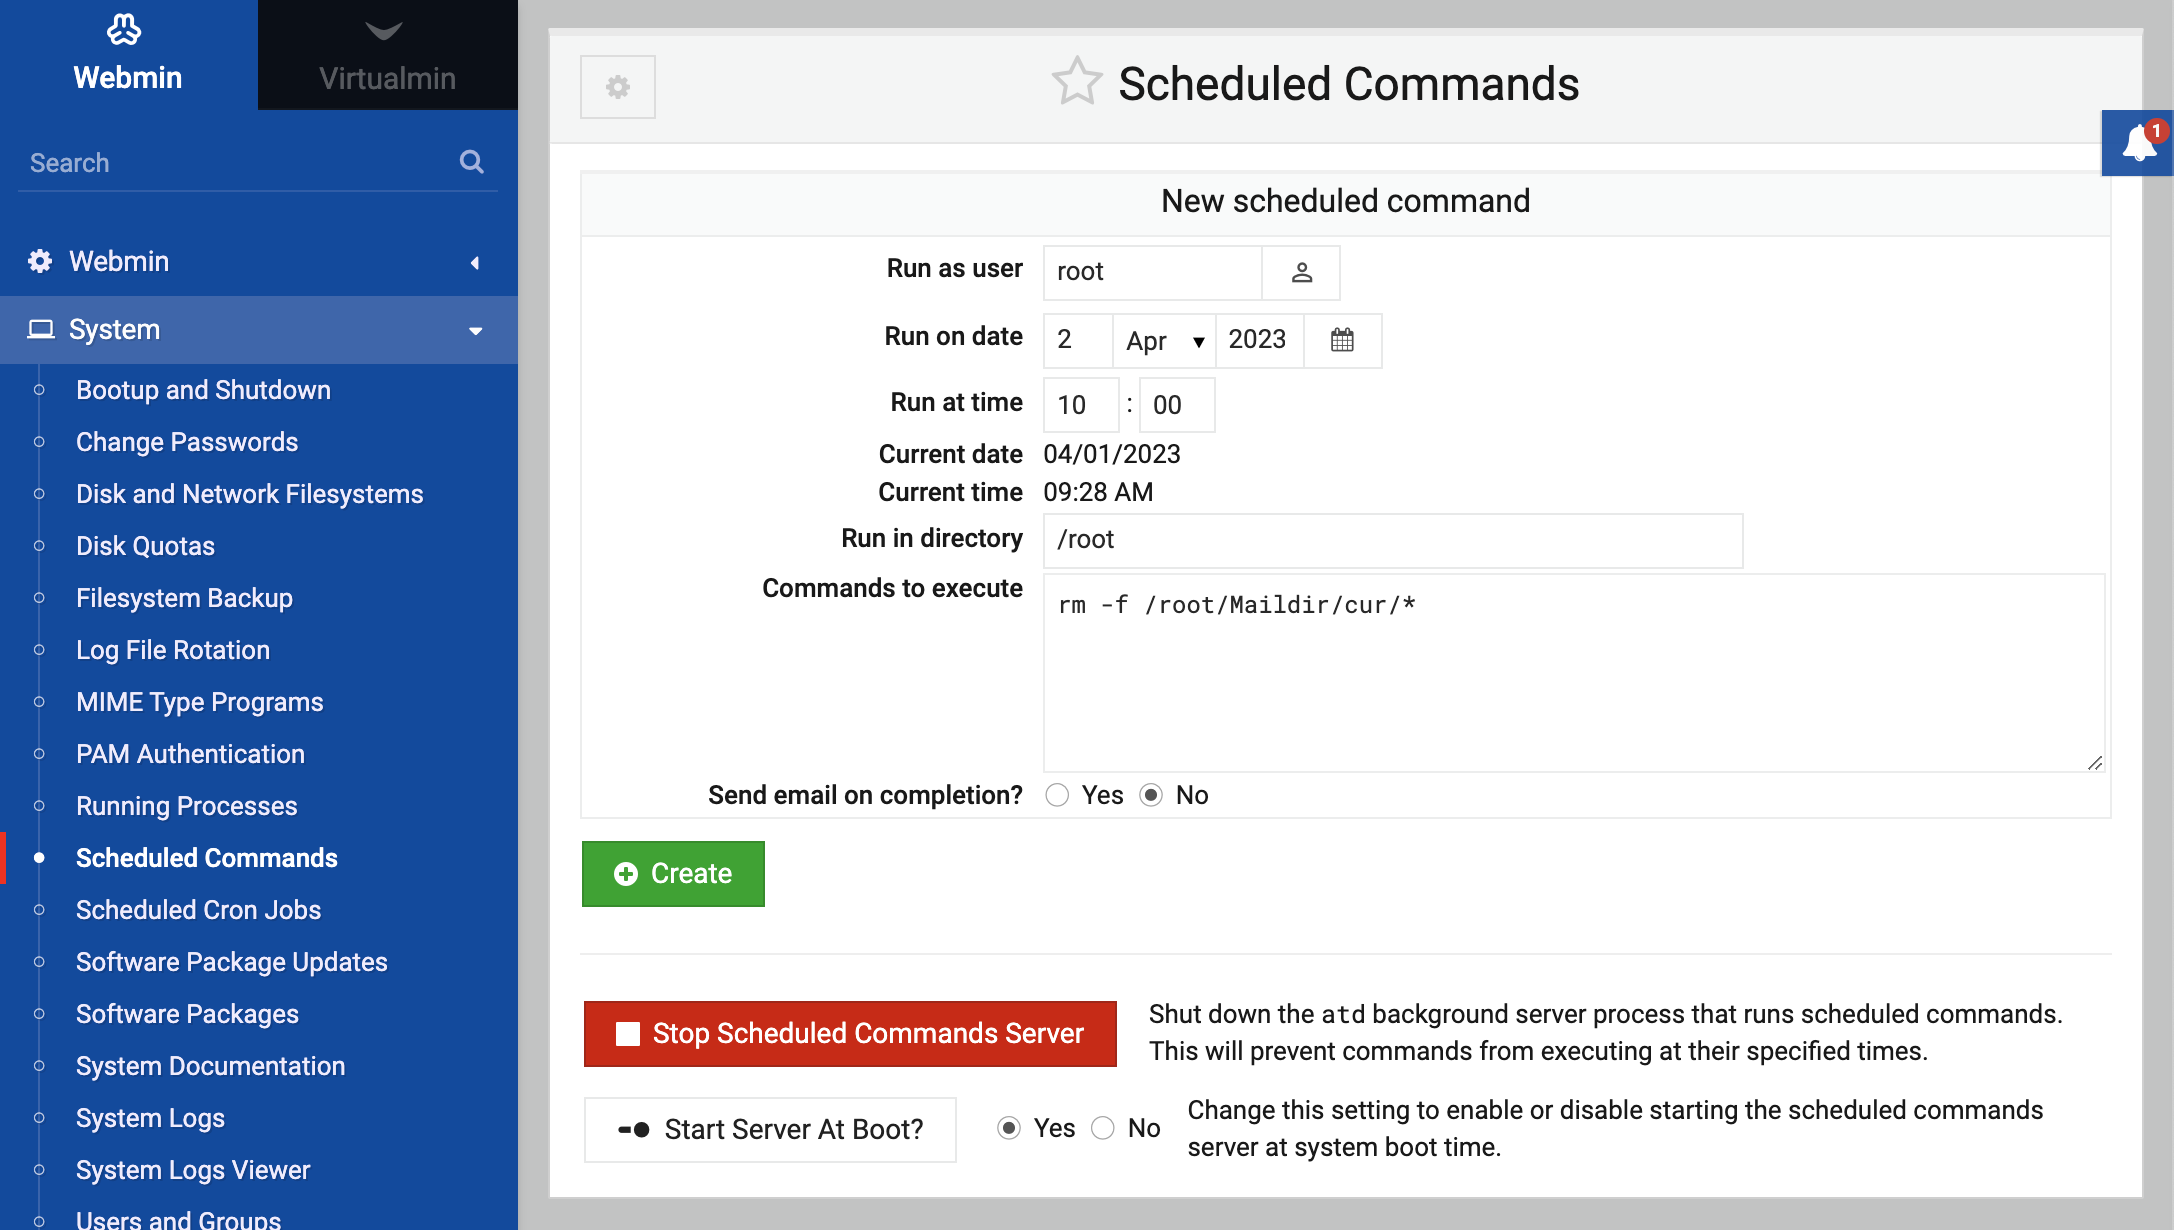 Webmin
Virtualmin
Search
Webmin
System
Bootup and Shutdown
Change Passwords
Disk and Network Filesystems
Disk Quotas
Filesystem Backup
Log File Rotation
MIME Type Programs
PAM Authentication
Running Processes
Scheduled Commands
Scheduled Cron Jobs
Software Package Updates
Software Packages
System Documentation
System Logs
System Logs Viewer
Users and Groups
Scheduled Commands
1
New scheduled command
Run as user root
Run on date 2 Apr 2023
Run at time 10 : 00
Current date 04/01/2023
Current time 09:28 AM
Run in directory /root
Commands to execute rm -f /root/Maildir/cur/*
Send email on completion? Yes No
Create
Stop Scheduled Commands Server
Shut down the atd background server process that runs scheduled commands.
This will prevent commands from executing at their specified times.
Start Server At Boot? Yes No
Change this setting to enable or disable starting the scheduled commands
server at system boot time.